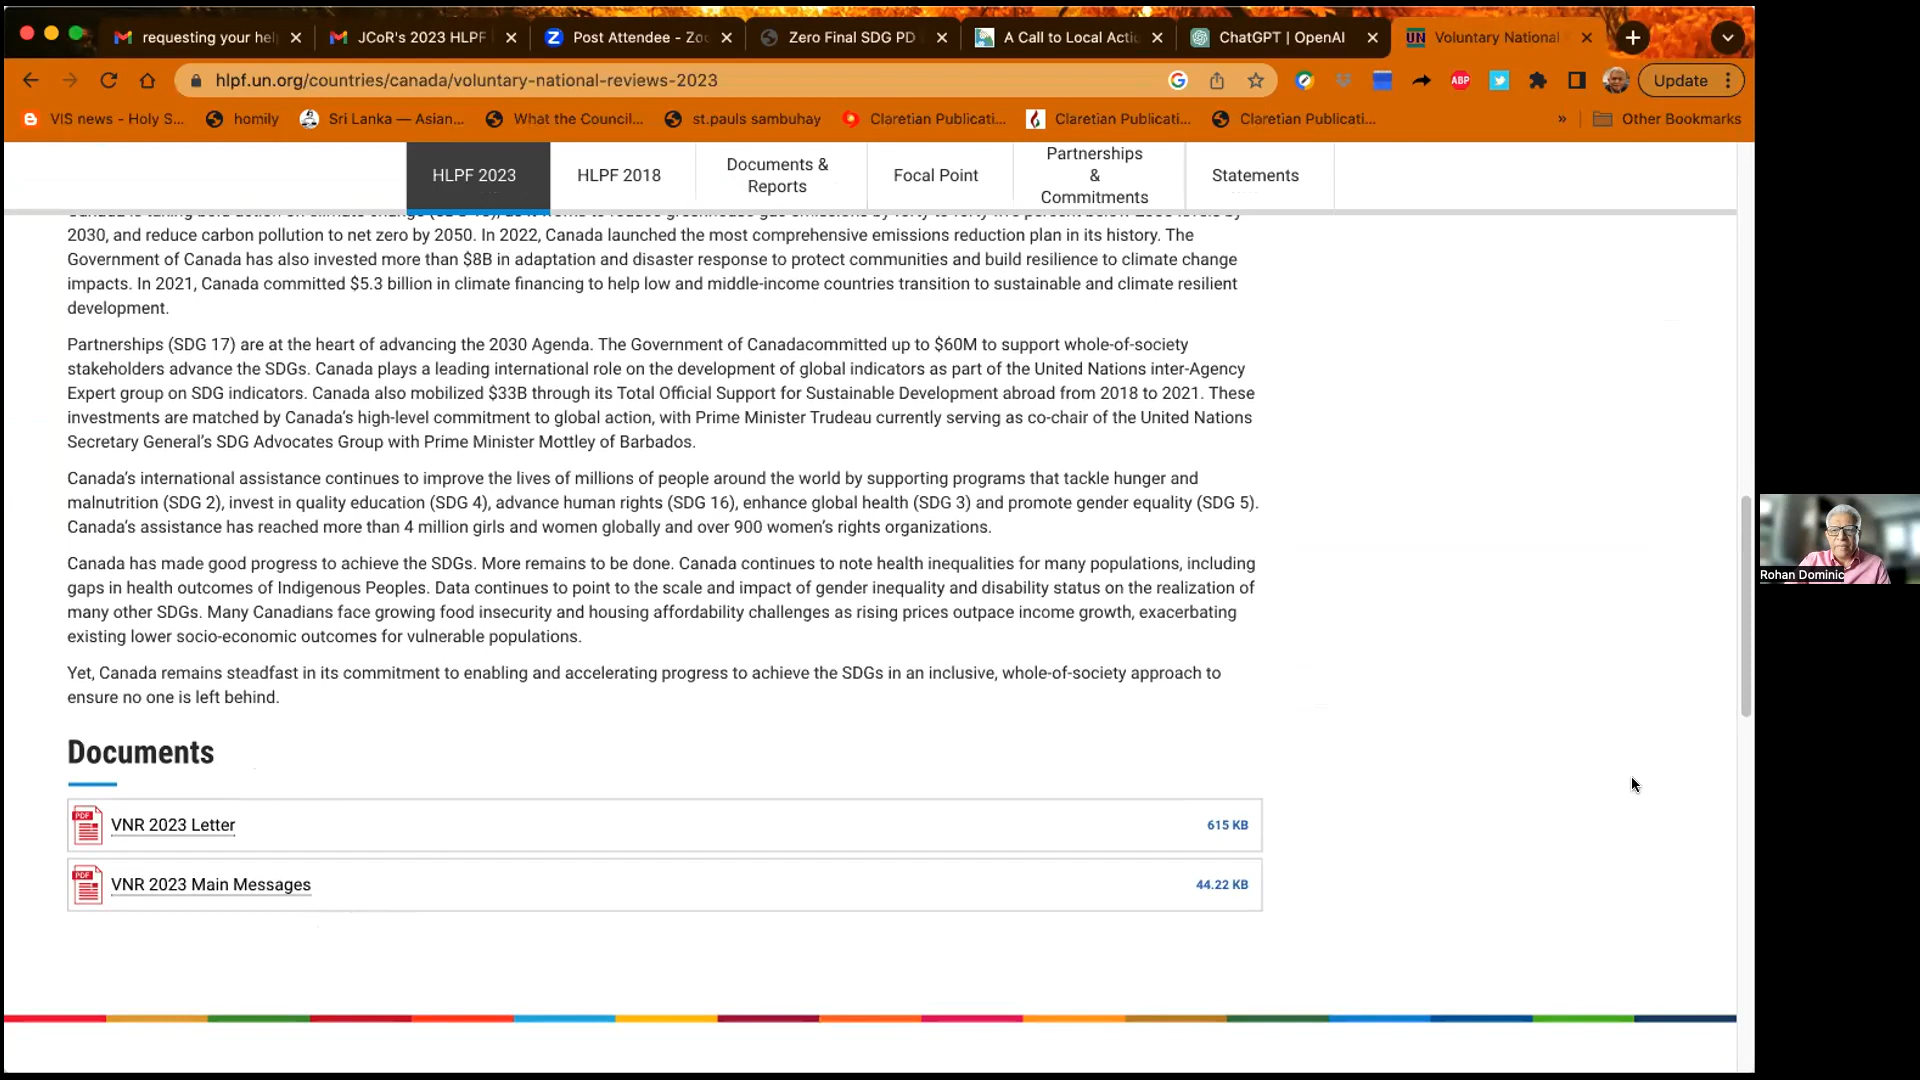 requesting your hel
JCoR's 2023 HLPF
Post Attendee - Zoo
Zero Final SDG PD
A Call to Local Actio
ChatGPT | OpenAI
UN
Voluntary National
hlpf.un.org/countries/canada/voluntary-national-reviews-2023
ABP
Update
VIS news - Holy S...
homily
Sri Lanka — Asian...
What the Council...
st.pauls sambuhay
Claretian Publicati...
Claretian Publicati...
Claretian Publicati...
»
Other Bookmarks
HLPF 2023
HLPF 2018
Documents &
Reports
Focal Point
Partnerships
&
Commitments
Statements
2030, and reduce carbon pollution to net zero by 2050. In 2022, Canada launched the most comprehensive emissions reduction plan in its history. The
Government of Canada has also invested more than $8B in adaptation and disaster response to protect communities and build resilience to climate change
impacts. In 2021, Canada committed $5.3 billion in climate financing to help low and middle-income countries transition to sustainable and climate resilient
development.
Partnerships (SDG 17) are at the heart of advancing the 2030 Agenda. The Government of Canadacommitted up to $60M to support whole-of-society
stakeholders advance the SDGs. Canada plays a leading international role on the development of global indicators as part of the United Nations inter-Agency
Expert group on SDG indicators. Canada also mobilized $33B through its Total Official Support for Sustainable Development abroad from 2018 to 2021. These
investments are matched by Canada's high-level commitment to global action, with Prime Minister Trudeau currently serving as co-chair of the United Nations
Secretary General's SDG Advocates Group with Prime Minister Mottley of Barbados.
Canada's international assistance continues to improve the lives of millions of people around the world by supporting programs that tackle hunger and
malnutrition (SDG 2), invest in quality education (SDG 4), advance human rights (SDG 16), enhance global health (SDG 3) and promote gender equality (SDG 5).
Canada's assistance has reached more than 4 million girls and women globally and over 900 women's rights organizations.
Canada has made good progress to achieve the SDGs. More remains to be done. Canada continues to note health inequalities for many populations, including
gaps in health outcomes of Indigenous Peoples. Data continues to point to the scale and impact of gender inequality and disability status on the realization of
many other SDGs. Many Canadians face growing food insecurity and housing affordability challenges as rising prices outpace income growth, exacerbating
existing lower socio-economic outcomes for vulnerable populations.
Yet, Canada remains steadfast in its commitment to enabling and accelerating progress to achieve the SDGs in an inclusive, whole-of-society approach to
ensure no one is left behind.
Documents
PDF
VNR 2023 Letter
615 KB
PDF
VNR 2023 Main Messages
44.22 KB
Rohan Dominic